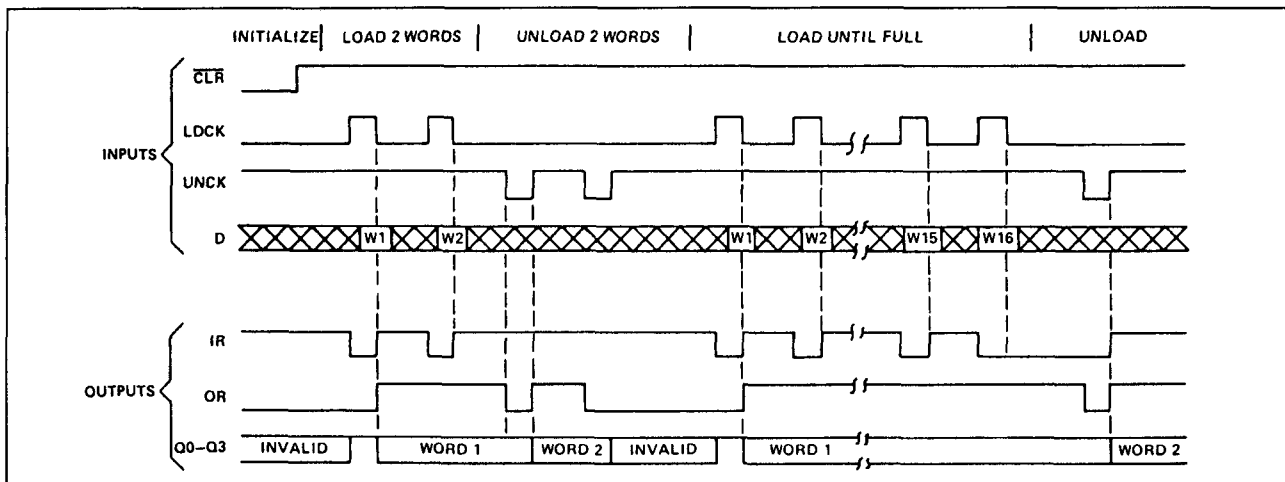 INITIALIZE LOAD 2 WORDS UNLOAD 2 WORDS LOAD UNTIL FULL UNLOAD
CLR
LDCK
INPUTS
UNCK
D W1 W2 W1 W2 W15 W16
IR
OUTPUTS
OR
Q0–Q3 INVALID WORD 1 WORD 2 INVALID WORD 1 WORD 2